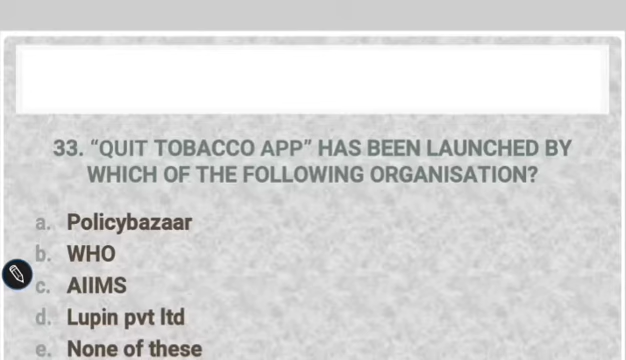 33. “QUIT TOBACCO APP” HAS BEEN LAUNCHED BY
WHICH OF THE FOLLOWING ORGANISATION?
a. Policybazaar
b. WHO
c. AIIMS
d. Lupin pvt ltd
e. None of these